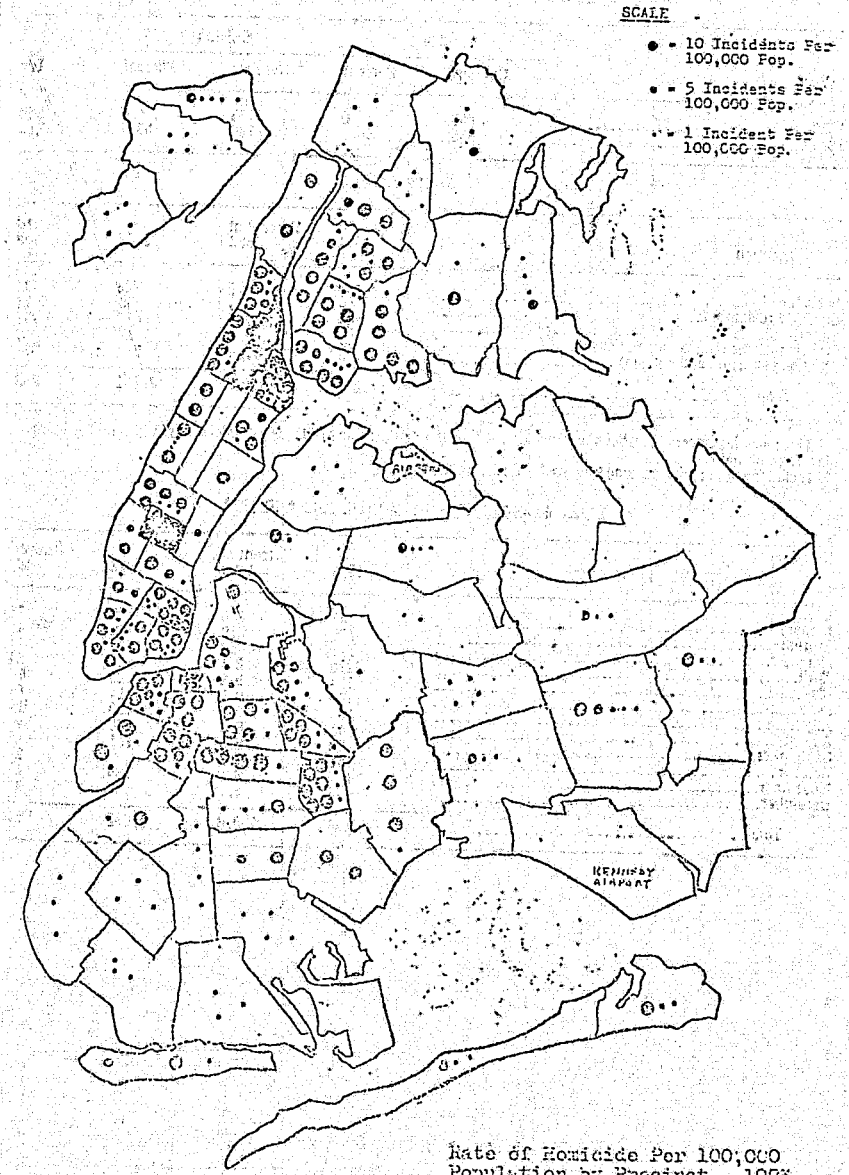 SCALE
● - 10 Incidents Per
100,000 Pop.
● = 5 Incidents Per
100,000 Pop.
- 1 Incident Per
100,000 Pop.
AIRPORT
KENNEDY
AIRPORT
Rate of Homicide Per 100,000
Population by Precinct